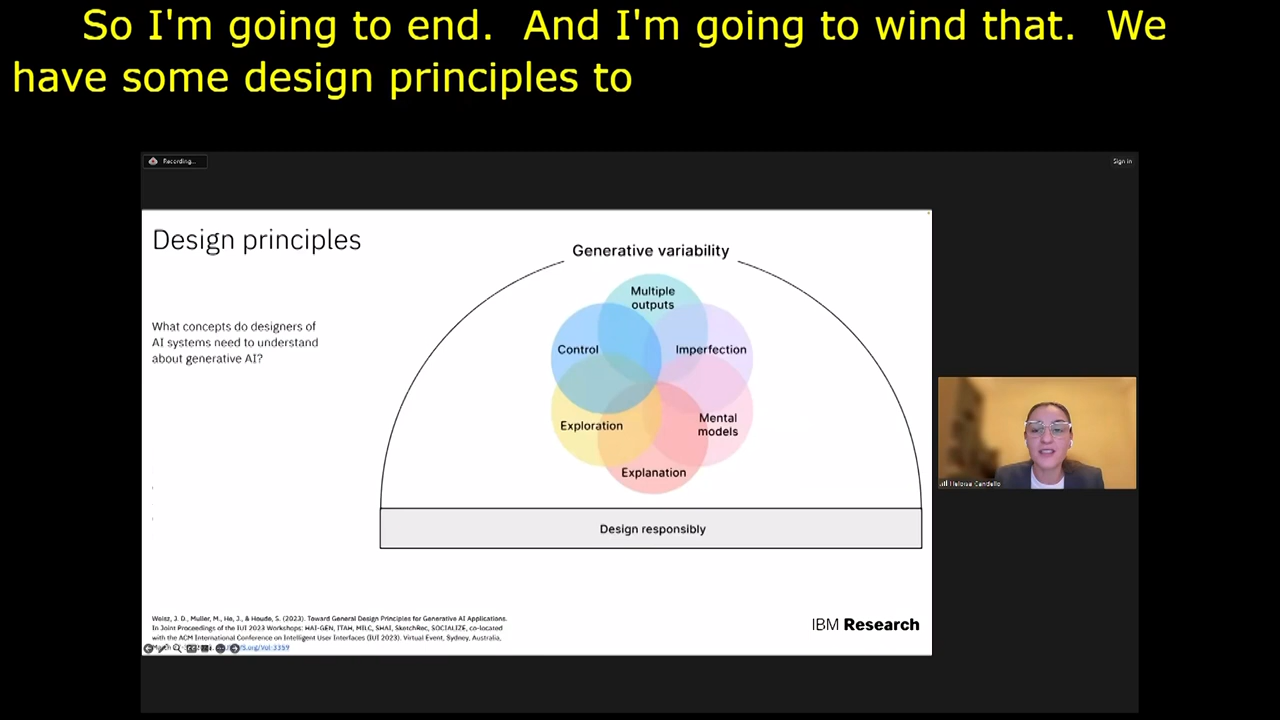 So I'm going to end.  And I'm going to wind that.  We
have some design principles to
Recording...
Sign in
Design principles
Generative variability
What concepts do designers of
AI systems need to understand
about generative AI?
Multiple
outputs
Control
Imperfection
Exploration
Mental
models
Explanation
Design responsibly
Weisz, J. D., Muller, M., He, J., & Houde, S. (2023). Toward General Design Principles for Generative AI Applications.
In Joint Proceedings of the IUI 2023 Workshops: HAI-GEN, ITAH, MILC, SHAI, SketchRec, SOCIALIZE, co-located
with the ACM International Conference on Intelligent User Interfaces (IUI 2023). Virtual Event, Sydney, Australia,
S.org/Vol-3359
IBM Research
Heloisa Candello